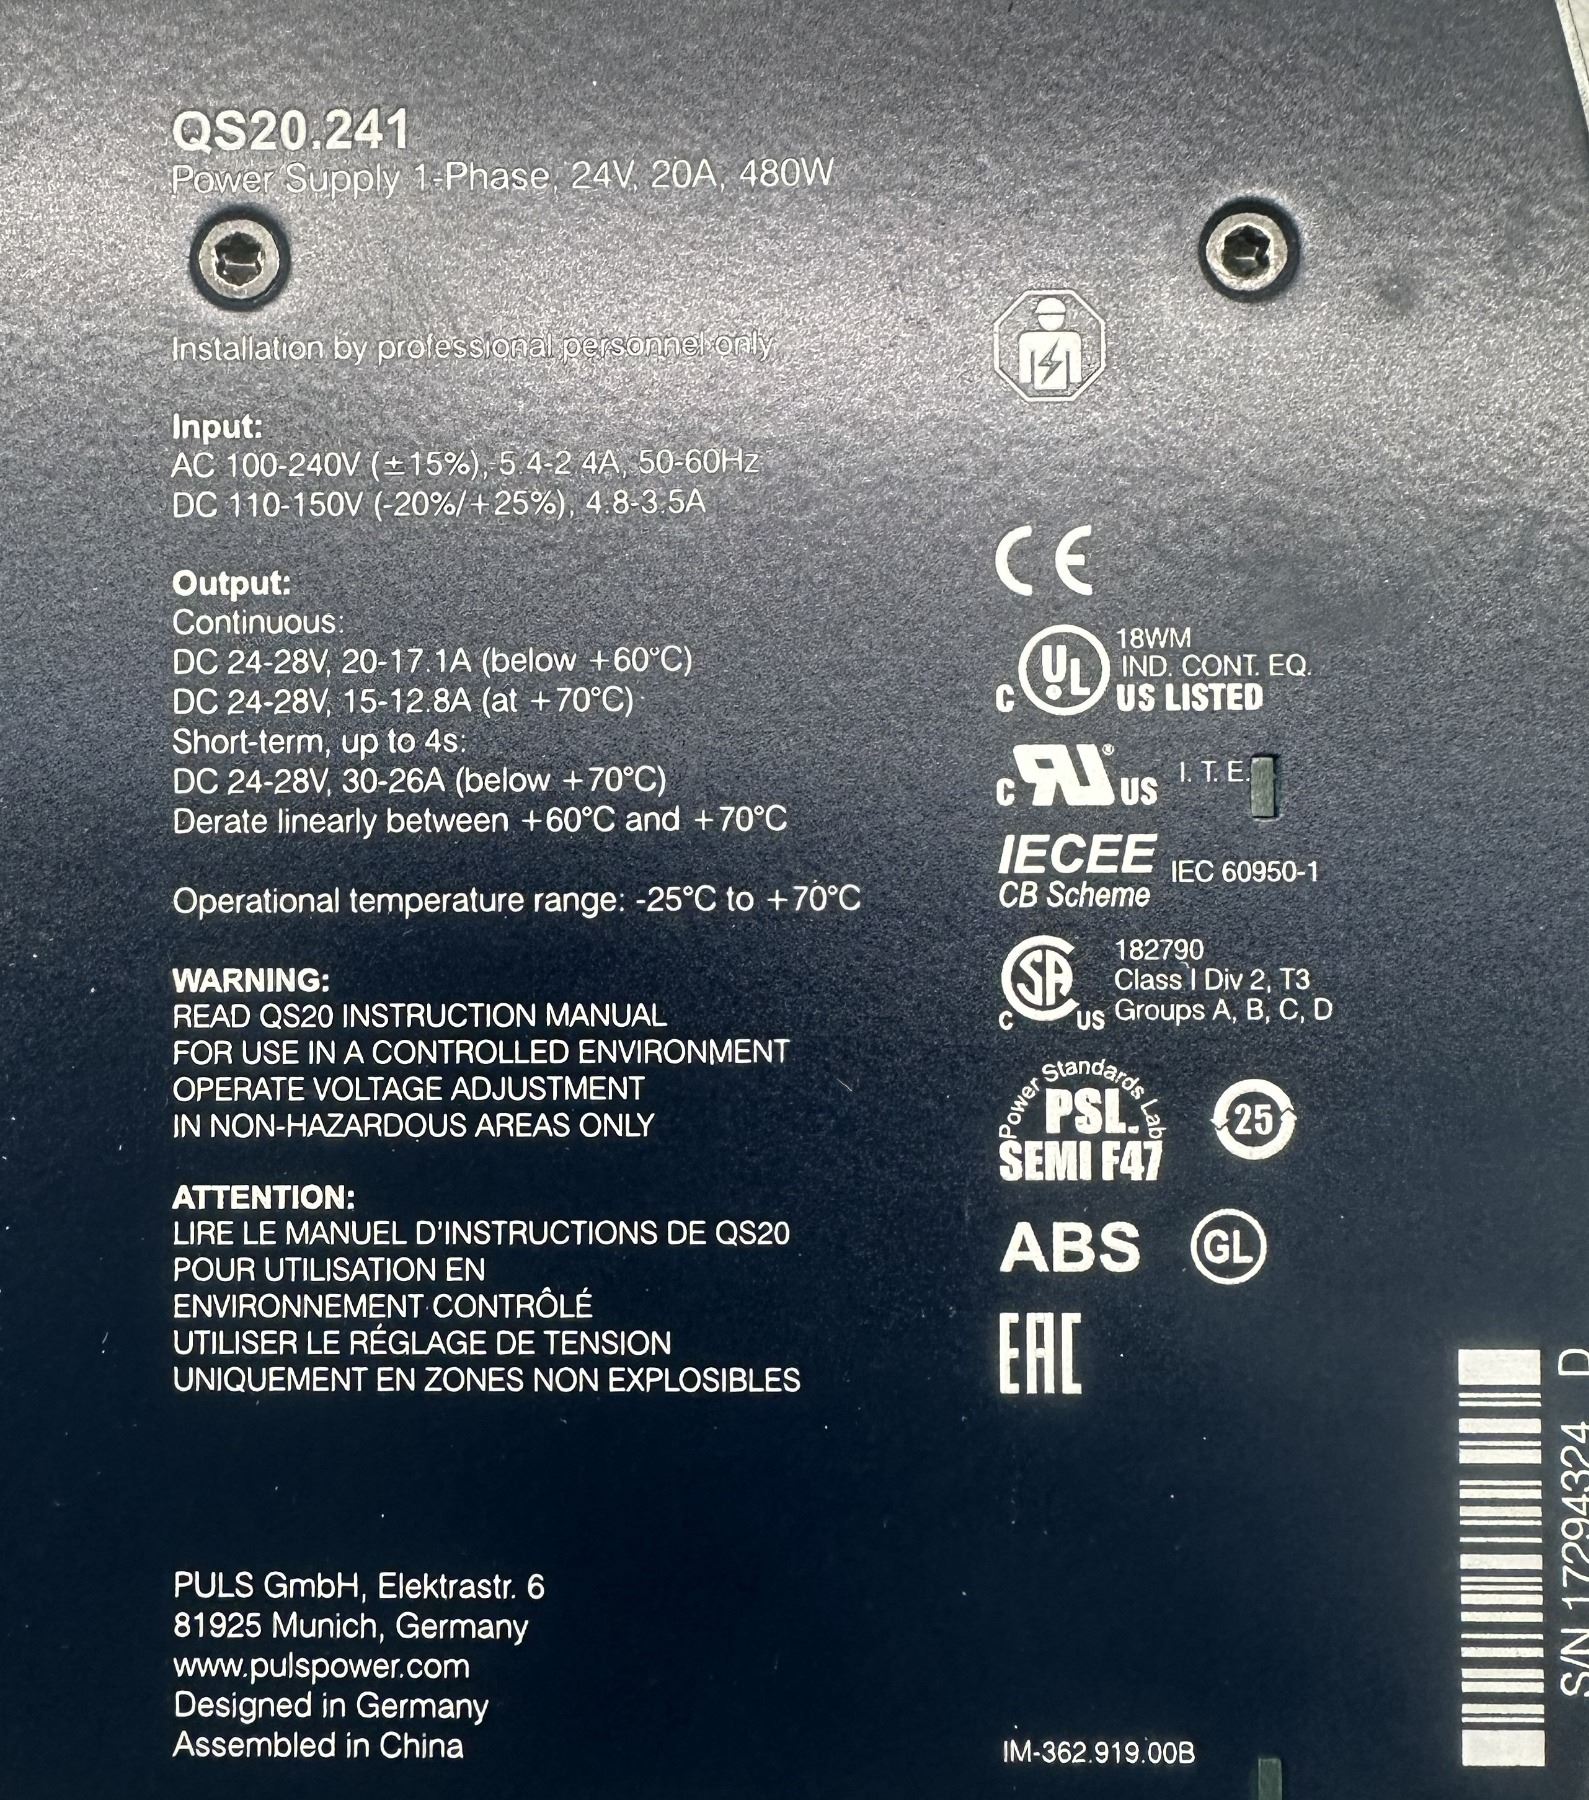 QS20.241
Power Supply 1-Phase, 24V, 20A, 480W
Installation by professional personnel only
Input:
AC 100-240V (±15%), 5.4-2.4A, 50-60Hz
DC 110-150V (-20%/+25%), 4.8-3.5A
Output:
Continuous:
DC 24-28V, 20-17.1A (below +60°C)
DC 24-28V, 15-12.8A (at +70°C)
Short-term, up to 4s:
DC 24-28V, 30-26A (below +70°C)
Derate linearly between +60°C and +70°C
Operational temperature range: -25°C to +70°C
WARNING:
READ QS20 INSTRUCTION MANUAL
FOR USE IN A CONTROLLED ENVIRONMENT
OPERATE VOLTAGE ADJUSTMENT
IN NON-HAZARDOUS AREAS ONLY
ATTENTION:
LIRE LE MANUEL D'INSTRUCTIONS DE QS20
POUR UTILISATION EN
ENVIRONNEMENT CONTRÔLÉ
UTILISER LE RÉGLAGE DE TENSION
UNIQUEMENT EN ZONES NON EXPLOSIBLES
PULS GmbH, Elektrastr. 6
81925 Munich, Germany
www.pulspower.com
Designed in Germany
Assembled in China
CE
C UL 18WM
IND. CONT. EQ.
US LISTED
C RU® US I.T.E.
IECEE IEC 60950-1
CB Scheme
C SA US 182790
Class I Div 2, T3
Groups A, B, C, D
Power Standards Lab
PSL.
SEMI F47
25
ABS GL
EAC
IM-362.919.00B
S/N 17294324 D